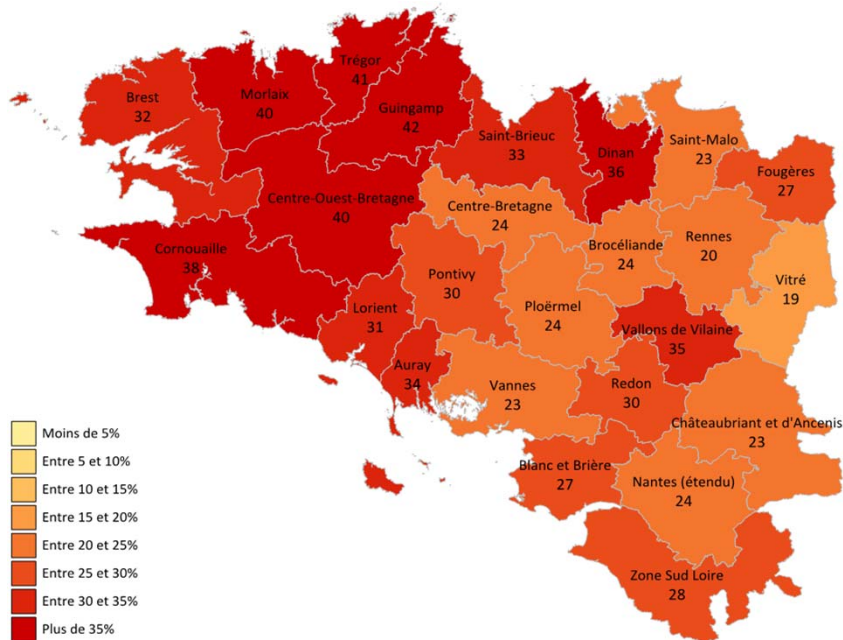 Trégor
41
Brest
32
Morlaix
40
Guingamp
42
Saint-Brieuc
33
Dinan
36
Saint-Malo
23
Fougères
27
Centre-Ouest-Bretagne
40
Centre-Bretagne
24
Brocéliande
24
Rennes
20
Vitré
19
Cornouaille
38
Pontivy
30
Lorient
31
Ploërmel
24
Vallons de Vilaine
35
Auray
34
Vannes
23
Redon
30
Châteaubriant et d'Ancenis
23
Blanc et Brière
27
Nantes (étendu)
24
Zone Sud Loire
28
Moins de 5%
Entre 5 et 10%
Entre 10 et 15%
Entre 15 et 20%
Entre 20 et 25%
Entre 25 et 30%
Entre 30 et 35%
Plus de 35%